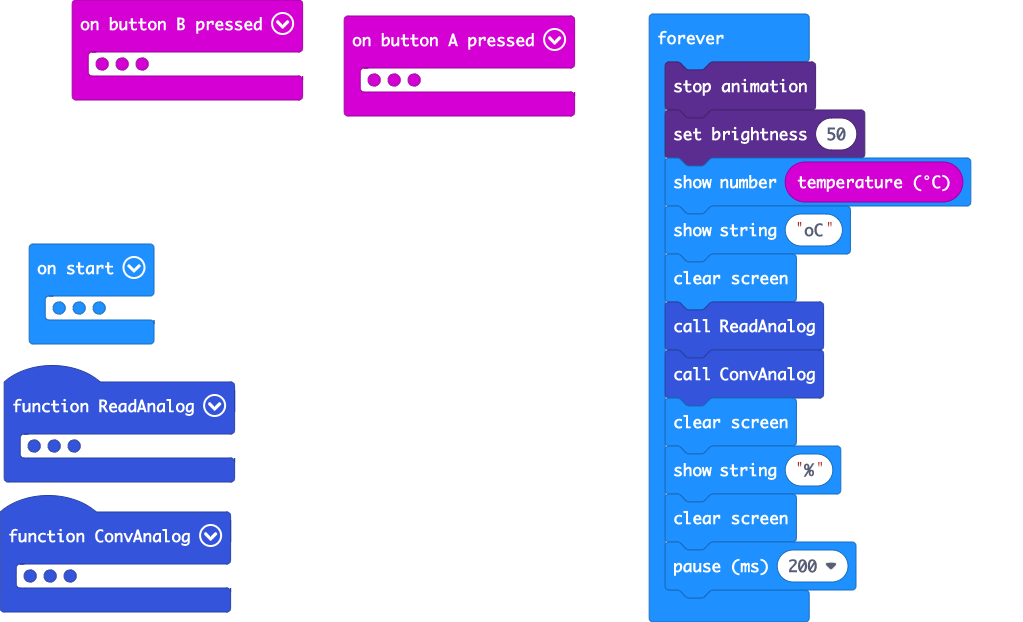 on button B pressed
on button A pressed
on start
function ReadAnalog
function ConvAnalog
forever
stop animation
set brightness 50
show number temperature (°C)
show string "oC"
clear screen
call ReadAnalog
call ConvAnalog
clear screen
show string "%"
clear screen
pause (ms) 200